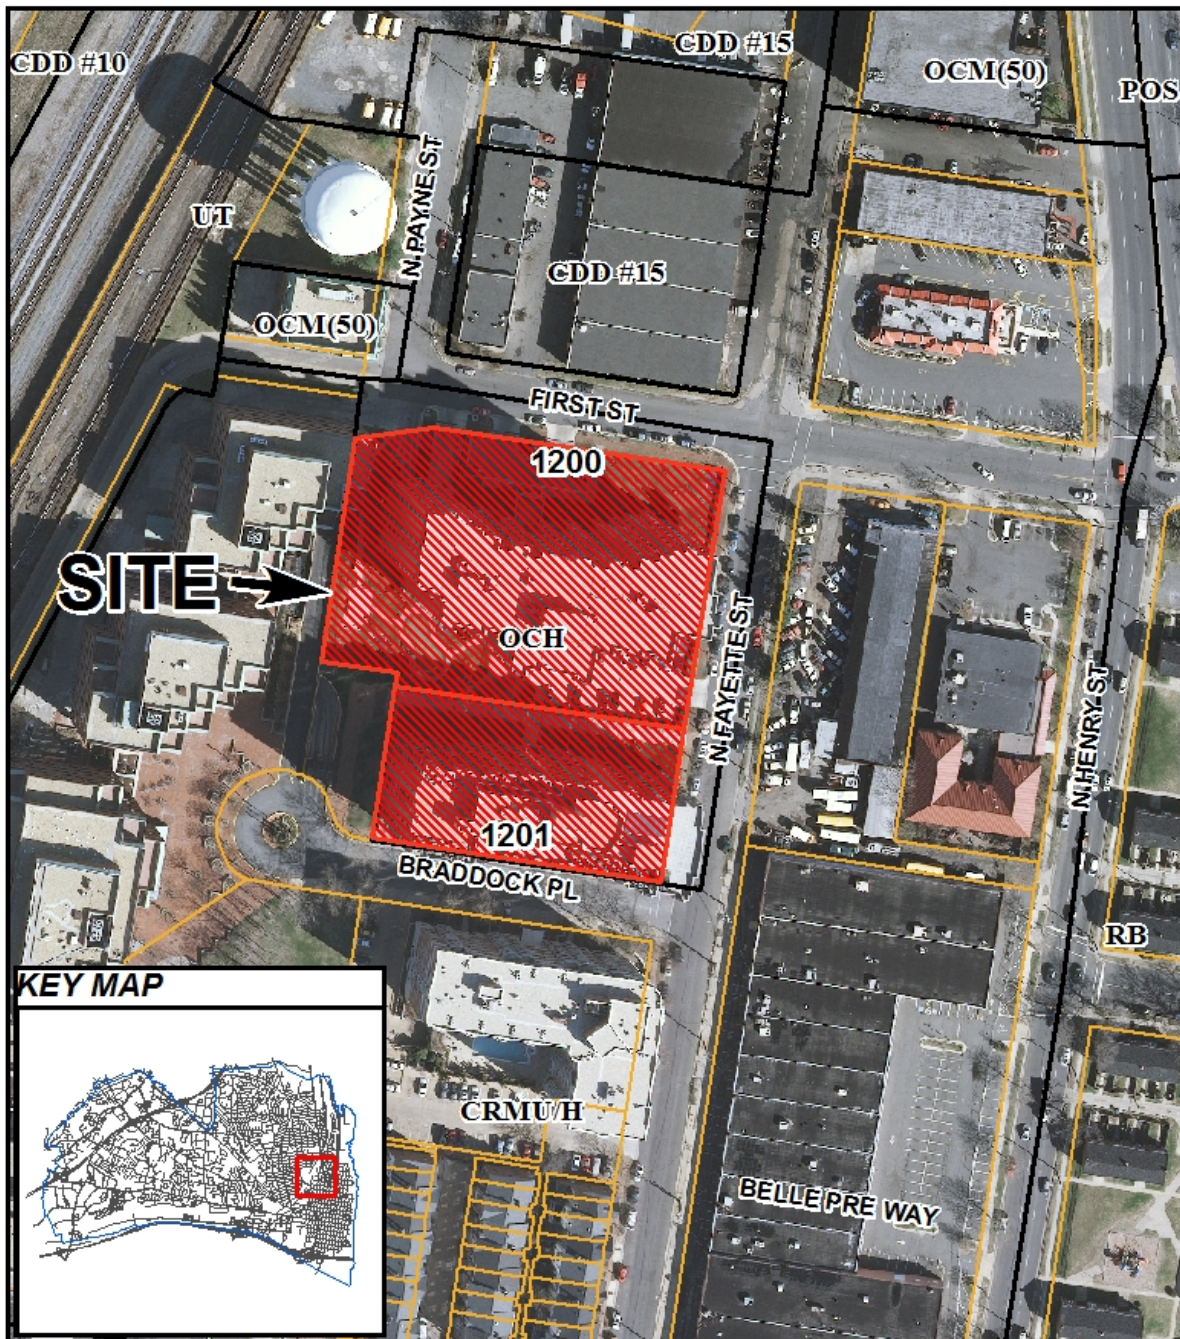 CDD #10
CDD #15
OCM(50)
POS
N. PAYNE ST
UT
CDD #15
OCM(50)
FIRST ST
1200
SITE
OCH
N. FAYETTE ST
N. HENRY ST
1201
BRADDOCK PL
RB
KEY MAP
CRMU/H
BELLE PRE WAY